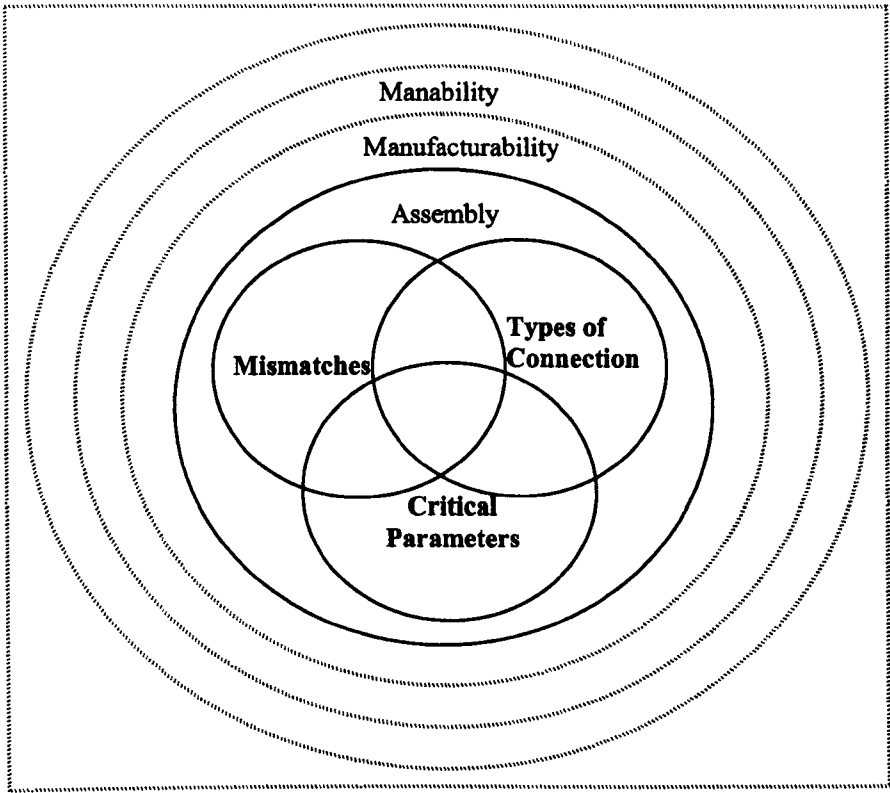 Manability
Manufacturability
Assembly
Types of
Connection
Mismatches
Critical
Parameters